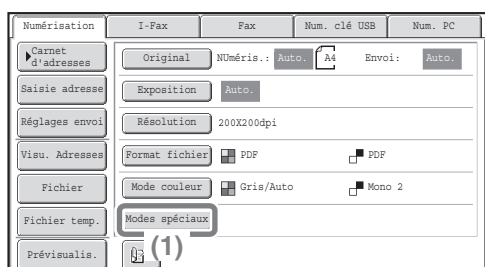 Numérisation I-Fax Fax Num. clé USB Num. PC
Carnet d'adresses
Original NUméris.: Auto. A4 Envoi: Auto.
Saisie adresse Exposition Auto.
Réglages envoi Résolution 200X200dpi
Visu. Adresses Format fichier PDF PDF
Fichier Mode couleur Gris/Auto Mono 2
Fichier temp. Modes spéciaux
Prévisualis. (1)